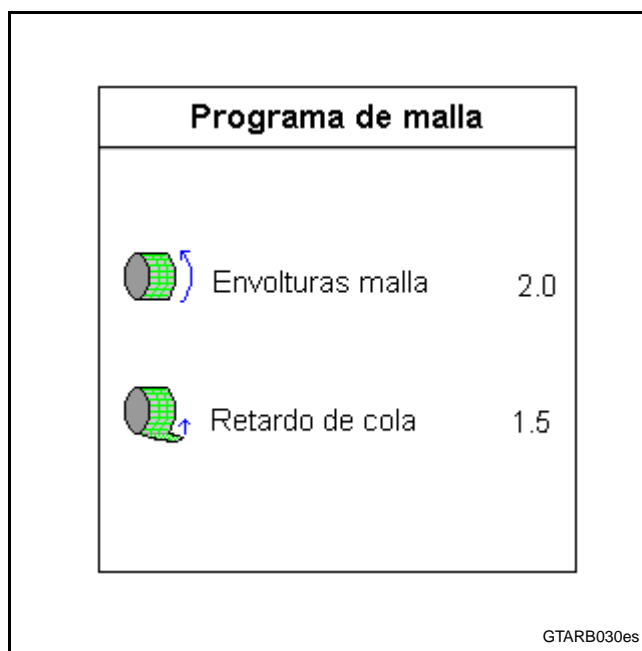 Programa de malla
Envolturas malla 2.0
Retardo de cola 1.5
GTARB030es